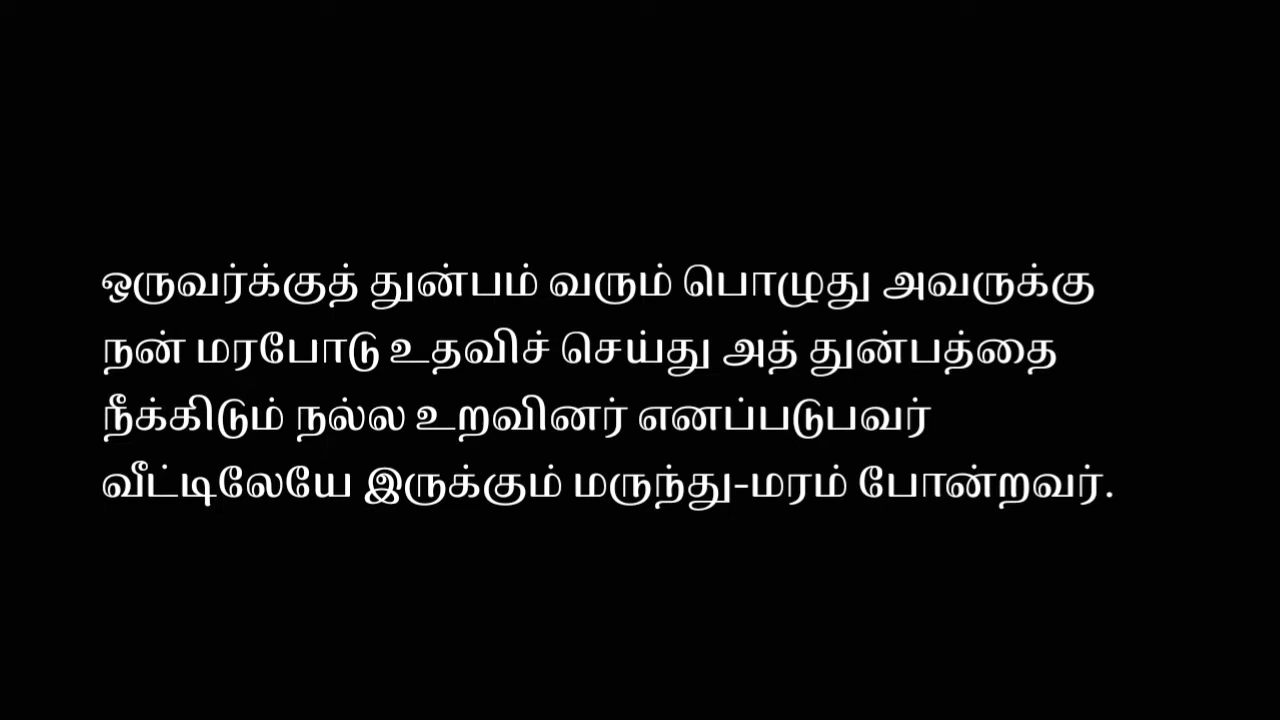 ஒருவர்க்குத் துன்பம் வரும் பொழுது அவருக்கு
நன் மரபோடு உதவிச் செய்து அத் துன்பத்தை
நீக்கிடும் நல்ல உறவினர் எனப்படுபவர்
வீட்டிலேயே இருக்கும் மருந்து-மரம் போன்றவர்.